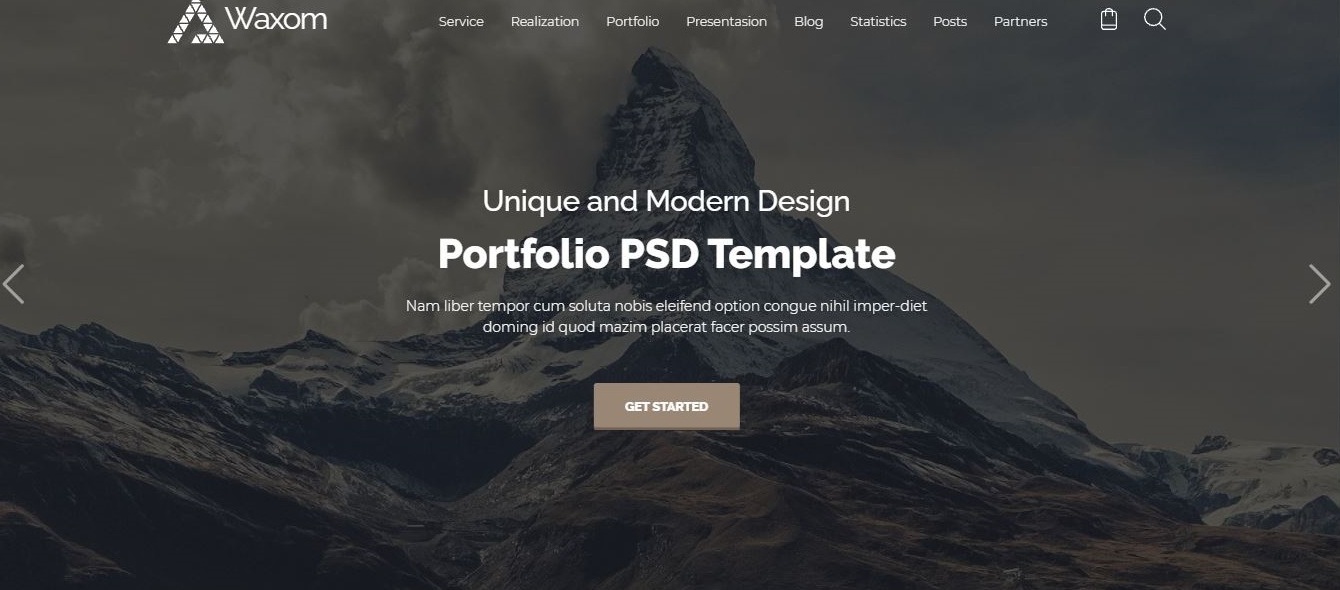 Waxom
Service Realization Portfolio Presentasion Blog Statistics Posts Partners
Unique and Modern Design
Portfolio PSD Template
Nam liber tempor cum soluta nobis eleifend option congue nihil imper-diet
doming id quod mazim placerat facer possim assum.
GET STARTED